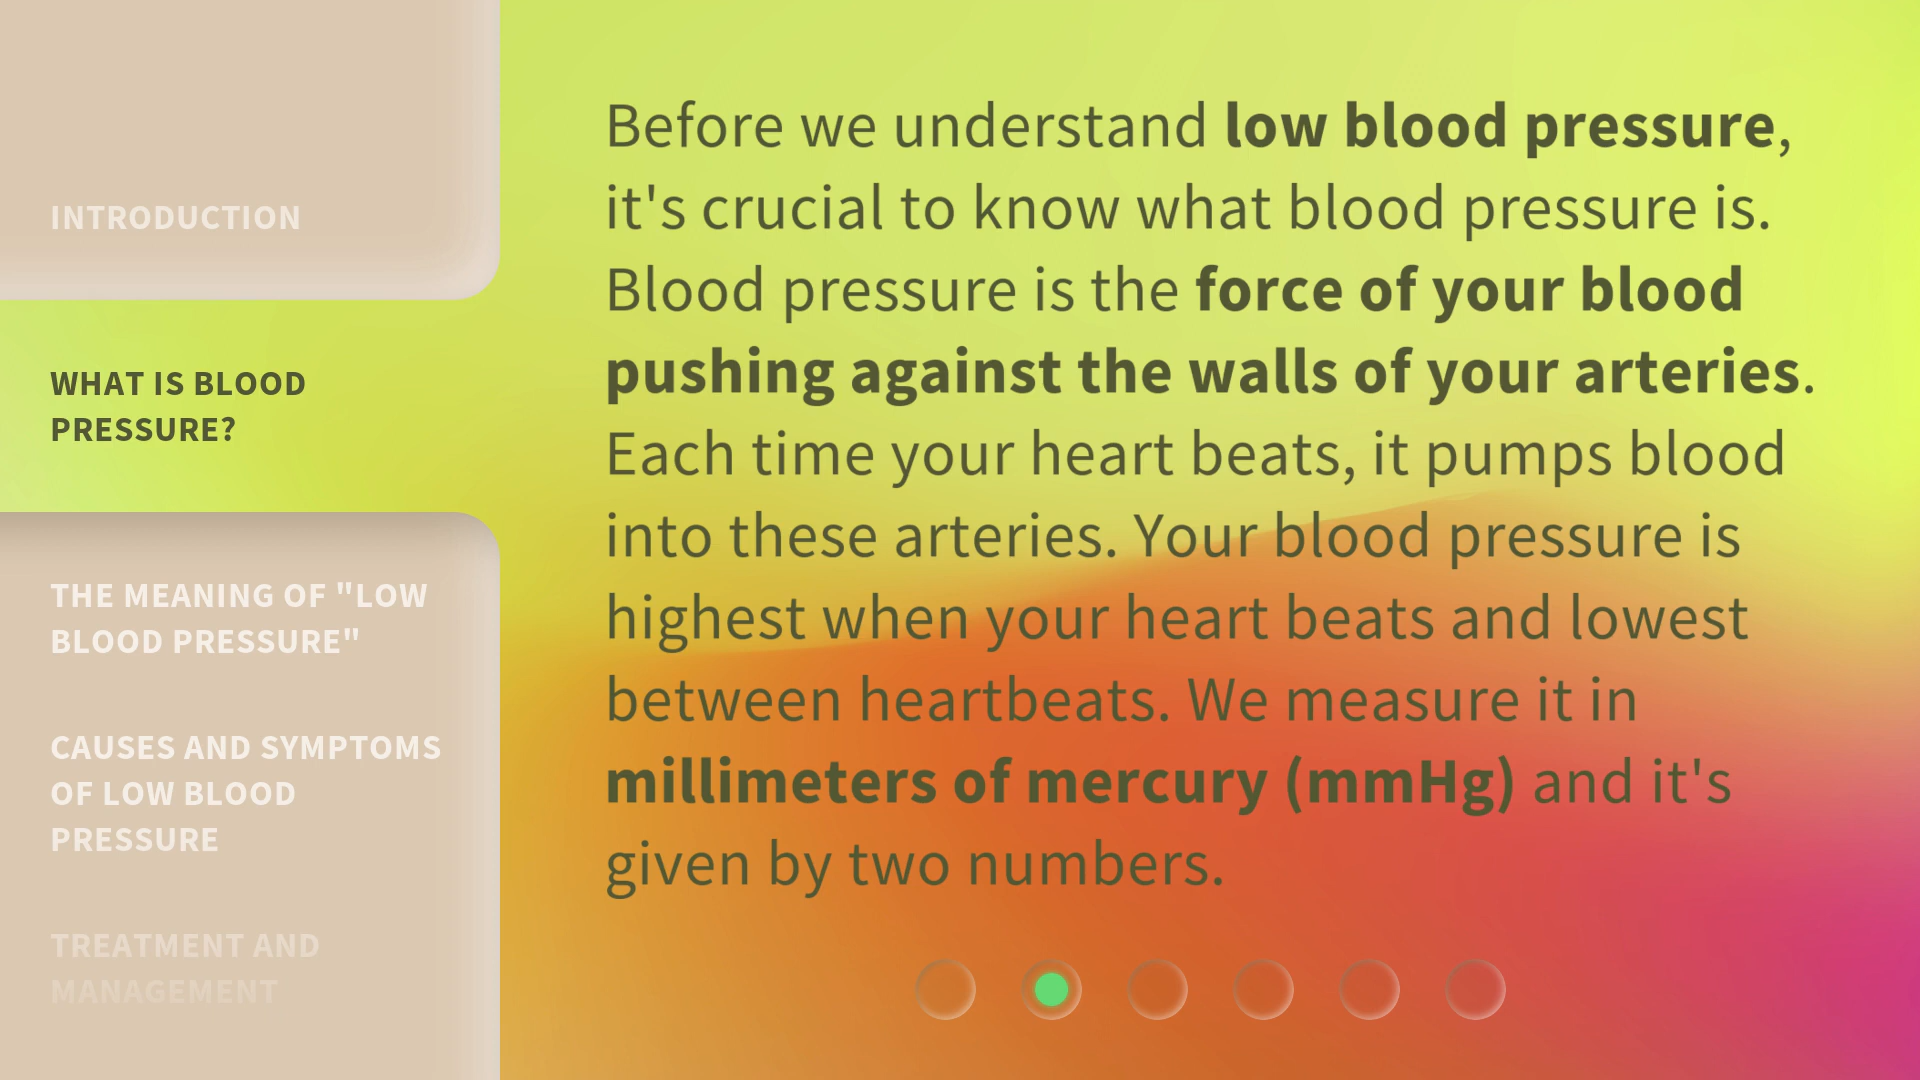 INTRODUCTION
WHAT IS BLOOD
PRESSURE?
THE MEANING OF "LOW
BLOOD PRESSURE"
CAUSES AND SYMPTOMS
OF LOW BLOOD
PRESSURE
TREATMENT AND
MANAGEMENT
Before we understand low blood pressure,
it's crucial to know what blood pressure is.
Blood pressure is the force of your blood
pushing against the walls of your arteries.
Each time your heart beats, it pumps blood
into these arteries. Your blood pressure is
highest when your heart beats and lowest
between heartbeats. We measure it in
millimeters of mercury (mmHg) and it's
given by two numbers.